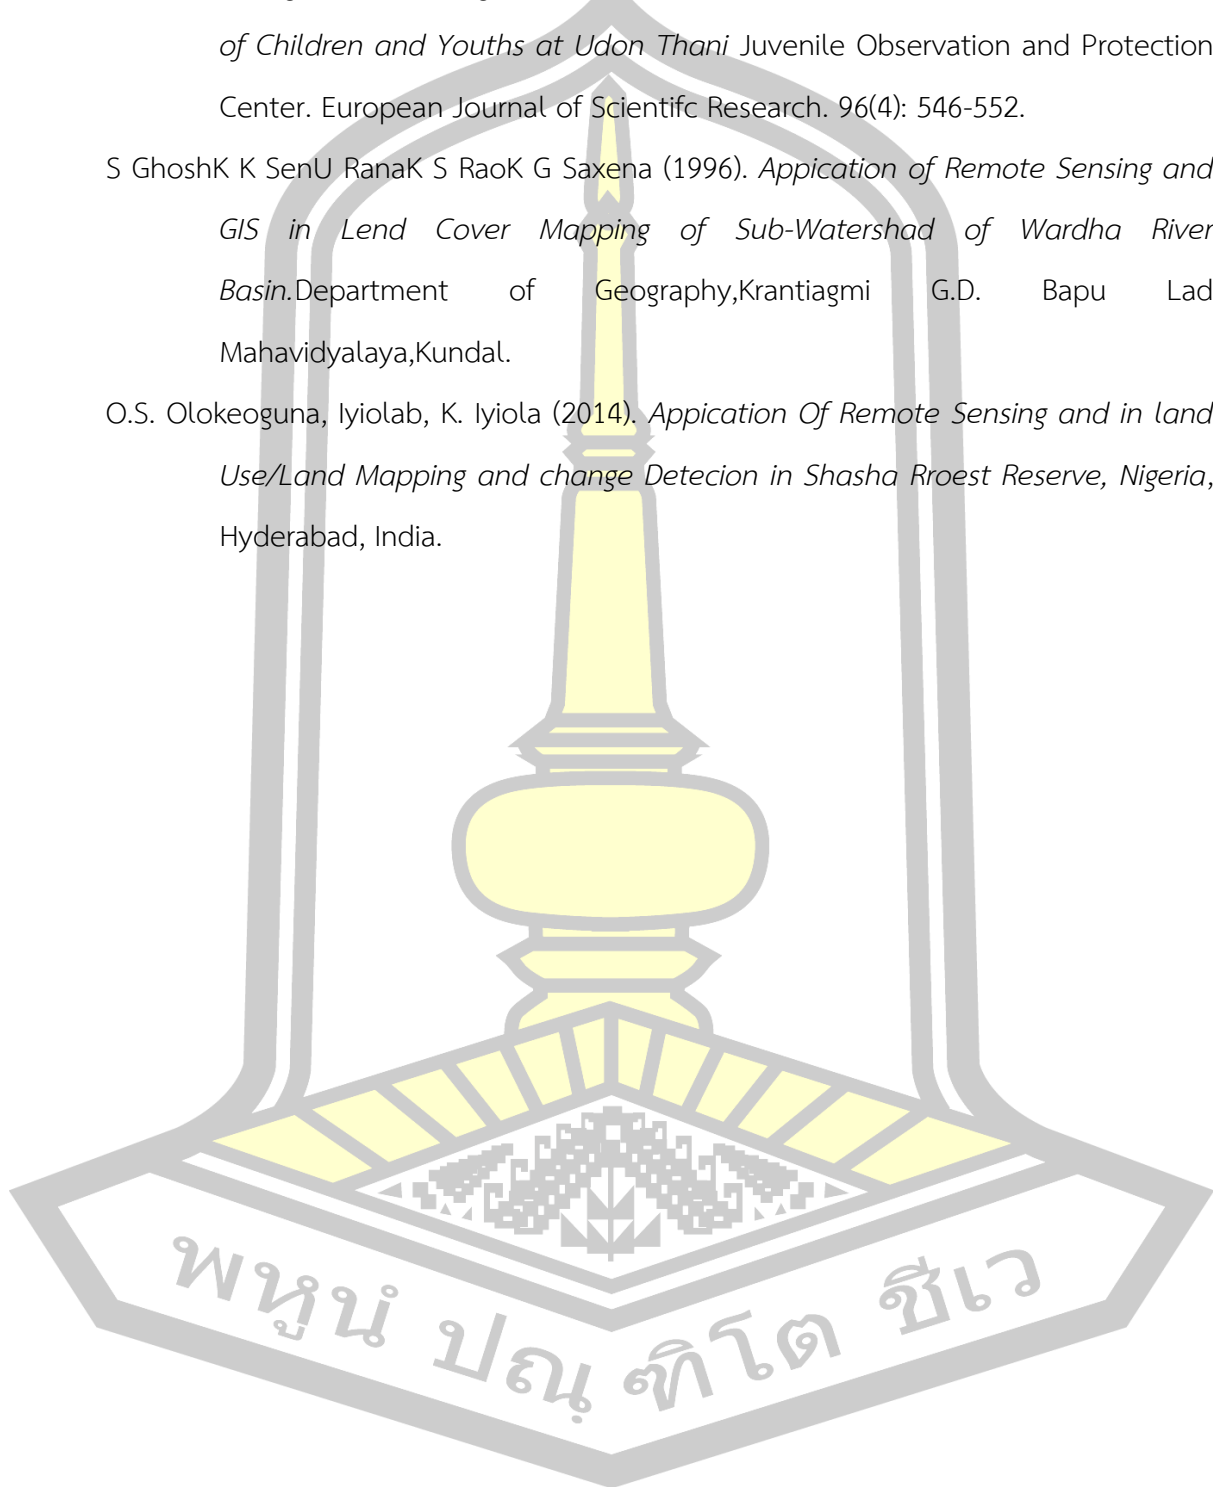 of Children and Youths at Udon Thani Juvenile Observation and Protection
Center. European Journal of Scientifc Research. 96(4): 546-552.
S GhoshK K SenU RanaK S RaoK G Saxena (1996). Appication of Remote Sensing and
GIS in Lend Cover Mapping of Sub-Watershad of Wardha River
Basin.Department of Geography,Krantiagmi G.D. Bapu Lad
Mahavidyalaya,Kundal.
O.S. Olokeoguna, Iyiolab, K. Iyiola (2014). Appication Of Remote Sensing and in land
Use/Land Mapping and change Detecion in Shasha Rroest Reserve, Nigeria,
Hyderabad, India.
พหูนํ ปณฺฑิโต ชีเว